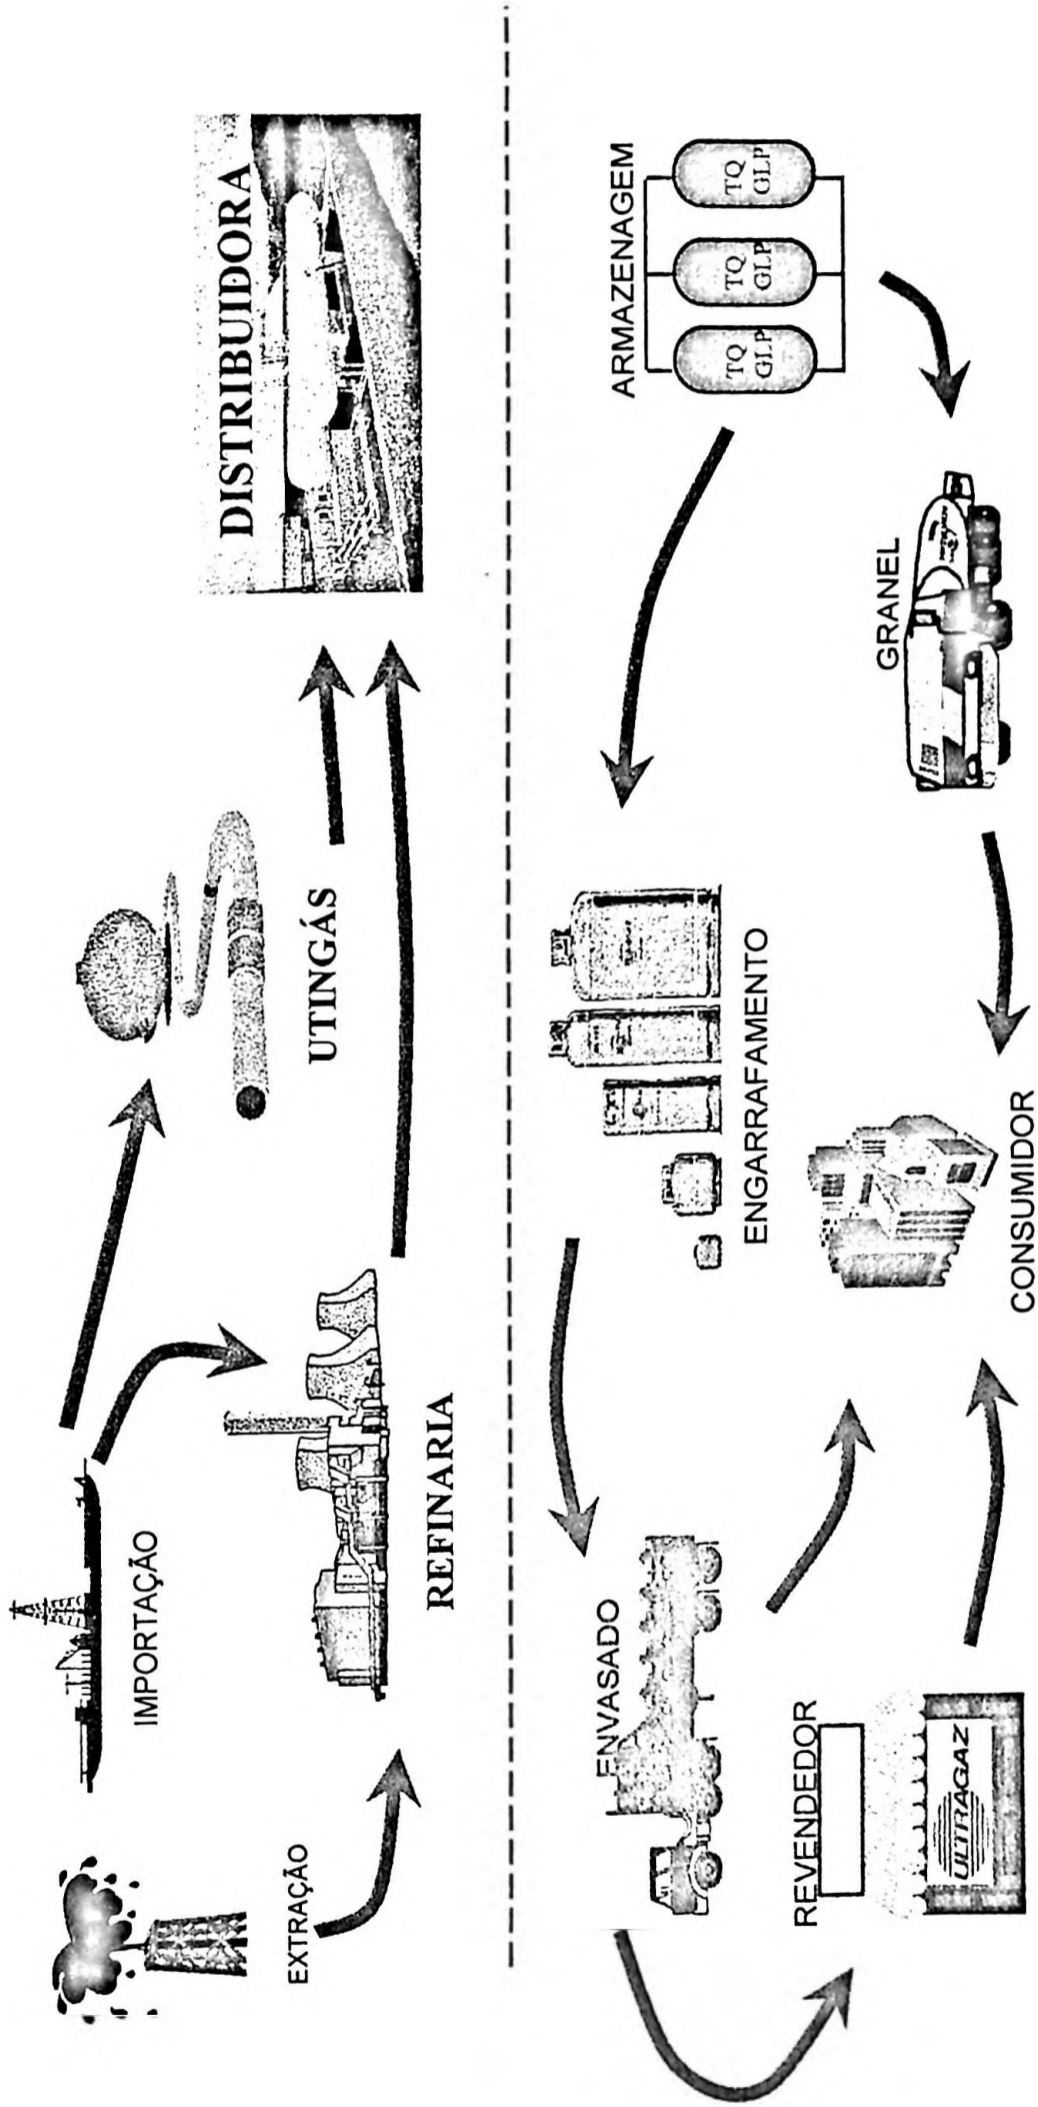 EXTRAÇÃO
IMPORTAÇÃO
REFINARIA
UTINGÁS
DISTRIBUIDORA
ARMAZENAGEM
TQ
GLP
TQ
GLP
TQ
GLP
ENGARRAFAMENTO
GRANEL
ENVASADO
REVENDEDOR
ULTRAGAZ
CONSUMIDOR